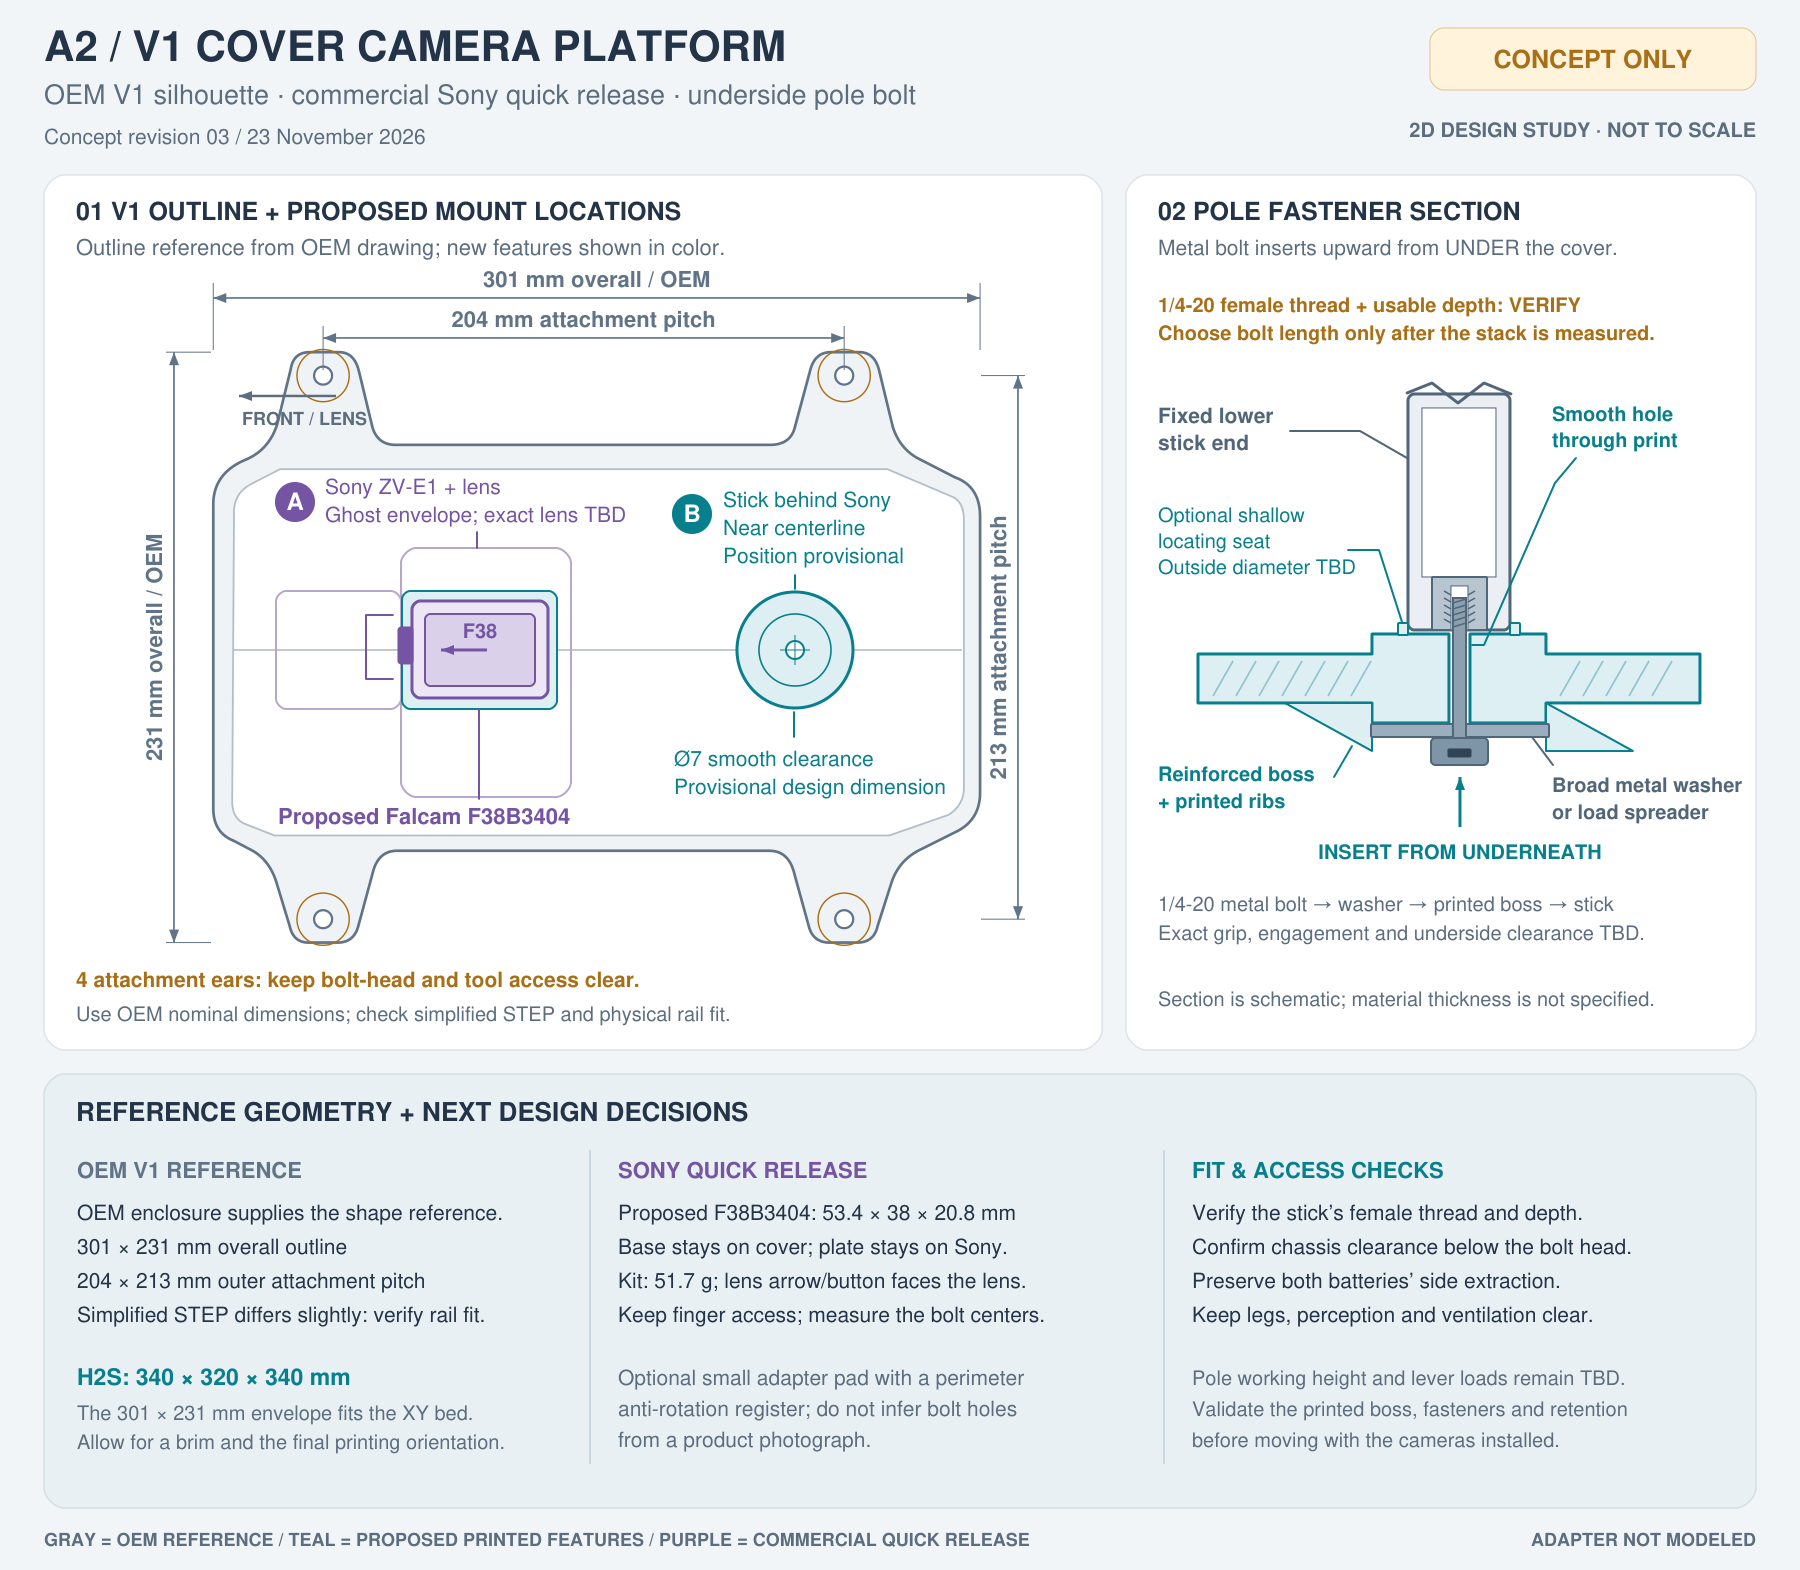 A2 / V1 COVER CAMERA PLATFORM
OEM V1 silhouette · commercial Sony quick release · underside pole bolt
Concept revision 03 / 23 November 2026
CONCEPT ONLY
2D DESIGN STUDY · NOT TO SCALE
01 V1 OUTLINE + PROPOSED MOUNT LOCATIONS
Outline reference from OEM drawing; new features shown in color.
301 mm overall / OEM
204 mm attachment pitch
FRONT / LENS
A
Sony ZV-E1 + lens
Ghost envelope; exact lens TBD
B
Stick behind Sony
Near centerline
Position provisional
F38
231 mm overall / OEM
213 mm attachment pitch
Ø7 smooth clearance
Provisional design dimension
Proposed Falcam F38B3404
4 attachment ears: keep bolt-head and tool access clear.
Use OEM nominal dimensions; check simplified STEP and physical rail fit.
02 POLE FASTENER SECTION
Metal bolt inserts upward from UNDER the cover.
1/4-20 female thread + usable depth: VERIFY
Choose bolt length only after the stack is measured.
Fixed lower
stick end
Smooth hole
through print
Optional shallow
locating seat
Outside diameter TBD
Reinforced boss
+ printed ribs
Broad metal washer
or load spreader
INSERT FROM UNDERNEATH
1/4-20 metal bolt → washer → printed boss → stick
Exact grip, engagement and underside clearance TBD.
Section is schematic; material thickness is not specified.
REFERENCE GEOMETRY + NEXT DESIGN DECISIONS
OEM V1 REFERENCE
OEM enclosure supplies the shape reference.
301 × 231 mm overall outline
204 × 213 mm outer attachment pitch
Simplified STEP differs slightly: verify rail fit.
H2S: 340 × 320 × 340 mm
The 301 × 231 mm envelope fits the XY bed.
Allow for a brim and the final printing orientation.
SONY QUICK RELEASE
Proposed F38B3404: 53.4 × 38 × 20.8 mm
Base stays on cover; plate stays on Sony.
Kit: 51.7 g; lens arrow/button faces the lens.
Keep finger access; measure the bolt centers.
Optional small adapter pad with a perimeter
anti-rotation register; do not infer bolt holes
from a product photograph.
FIT & ACCESS CHECKS
Verify the stick’s female thread and depth.
Confirm chassis clearance below the bolt head.
Preserve both batteries’ side extraction.
Keep legs, perception and ventilation clear.
Pole working height and lever loads remain TBD.
Validate the printed boss, fasteners and retention
before moving with the cameras installed.
GRAY = OEM REFERENCE / TEAL = PROPOSED PRINTED FEATURES / PURPLE = COMMERCIAL QUICK RELEASE
ADAPTER NOT MODELED